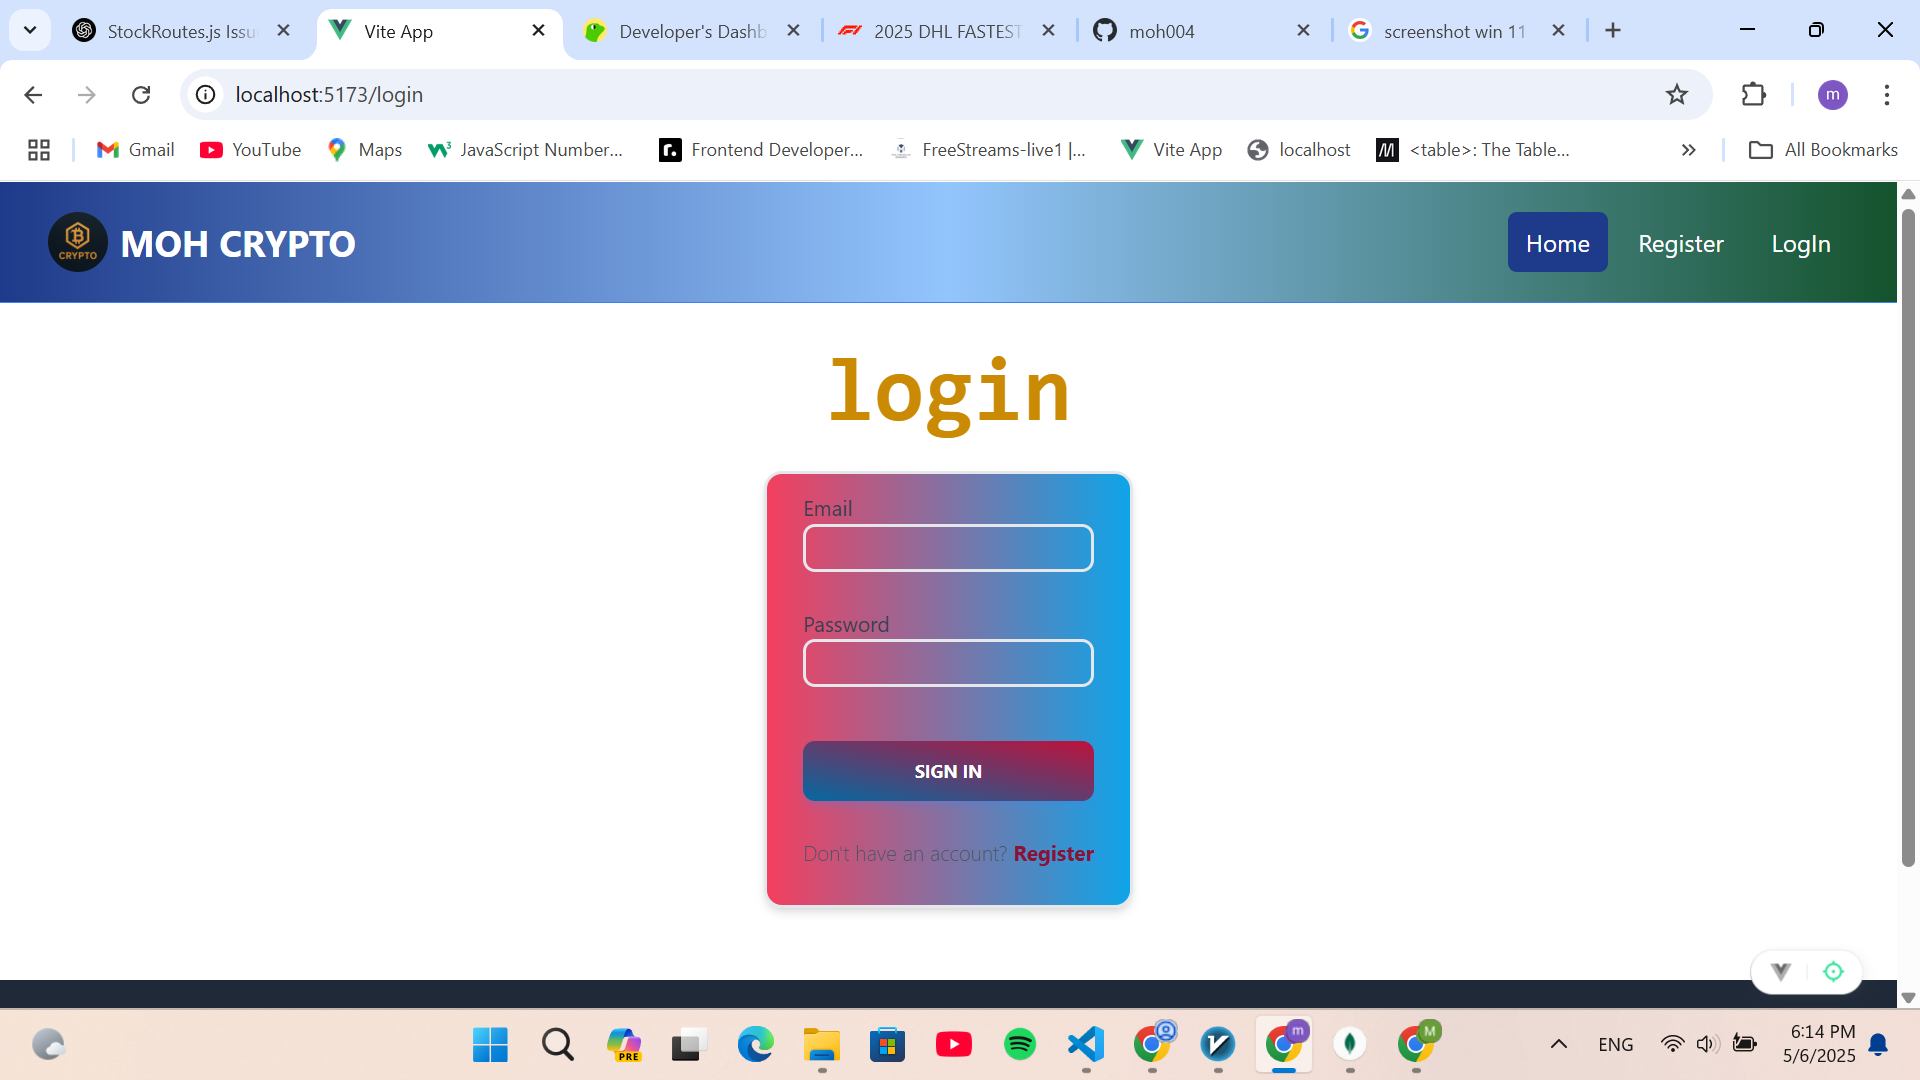 StockRoutes.js Issu
Vite App
Developer's Dashb
2025 DHL FASTEST
moh004
screenshot win 11
localhost:5173/login
m
Gmail
YouTube
Maps
JavaScript Number...
Frontend Developer...
FreeStreams-live1 |...
Vite App
localhost
<table>: The Table...
All Bookmarks
CRYPTO
MOH CRYPTO
Home
Register
LogIn
login
Email
Password
SIGN IN
Don't have an account? Register
PRE
m
M
ENG
6:14 PM
5/6/2025